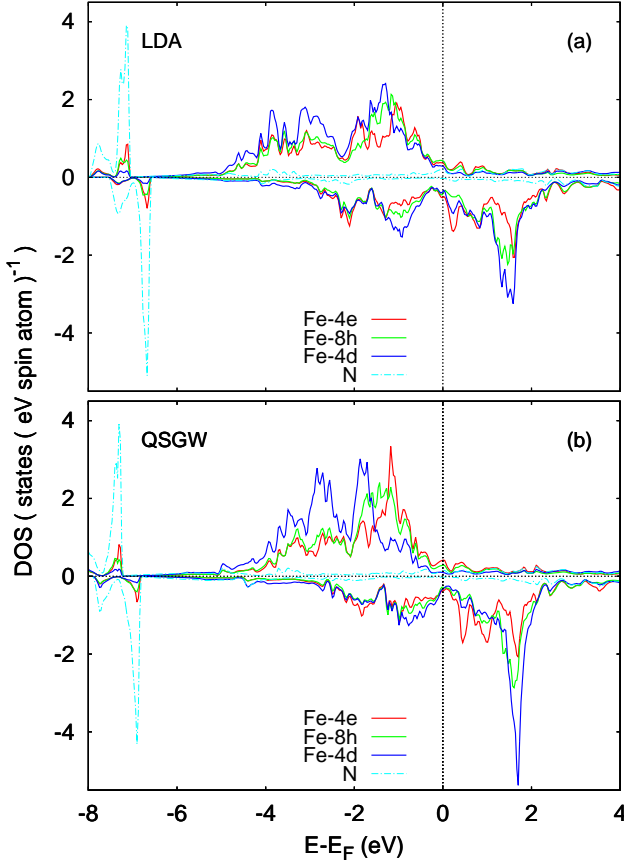 LDA
(a)
4
2
0
-2
-4
Fe-4e
Fe-8h
Fe-4d
N
DOS ( states ( eV spin atom )-1
QSGW
(b)
4
2
0
-2
-4
Fe-4e
Fe-8h
Fe-4d
N
-8 -6 -4 -2 0 2 4
E-EF (eV)